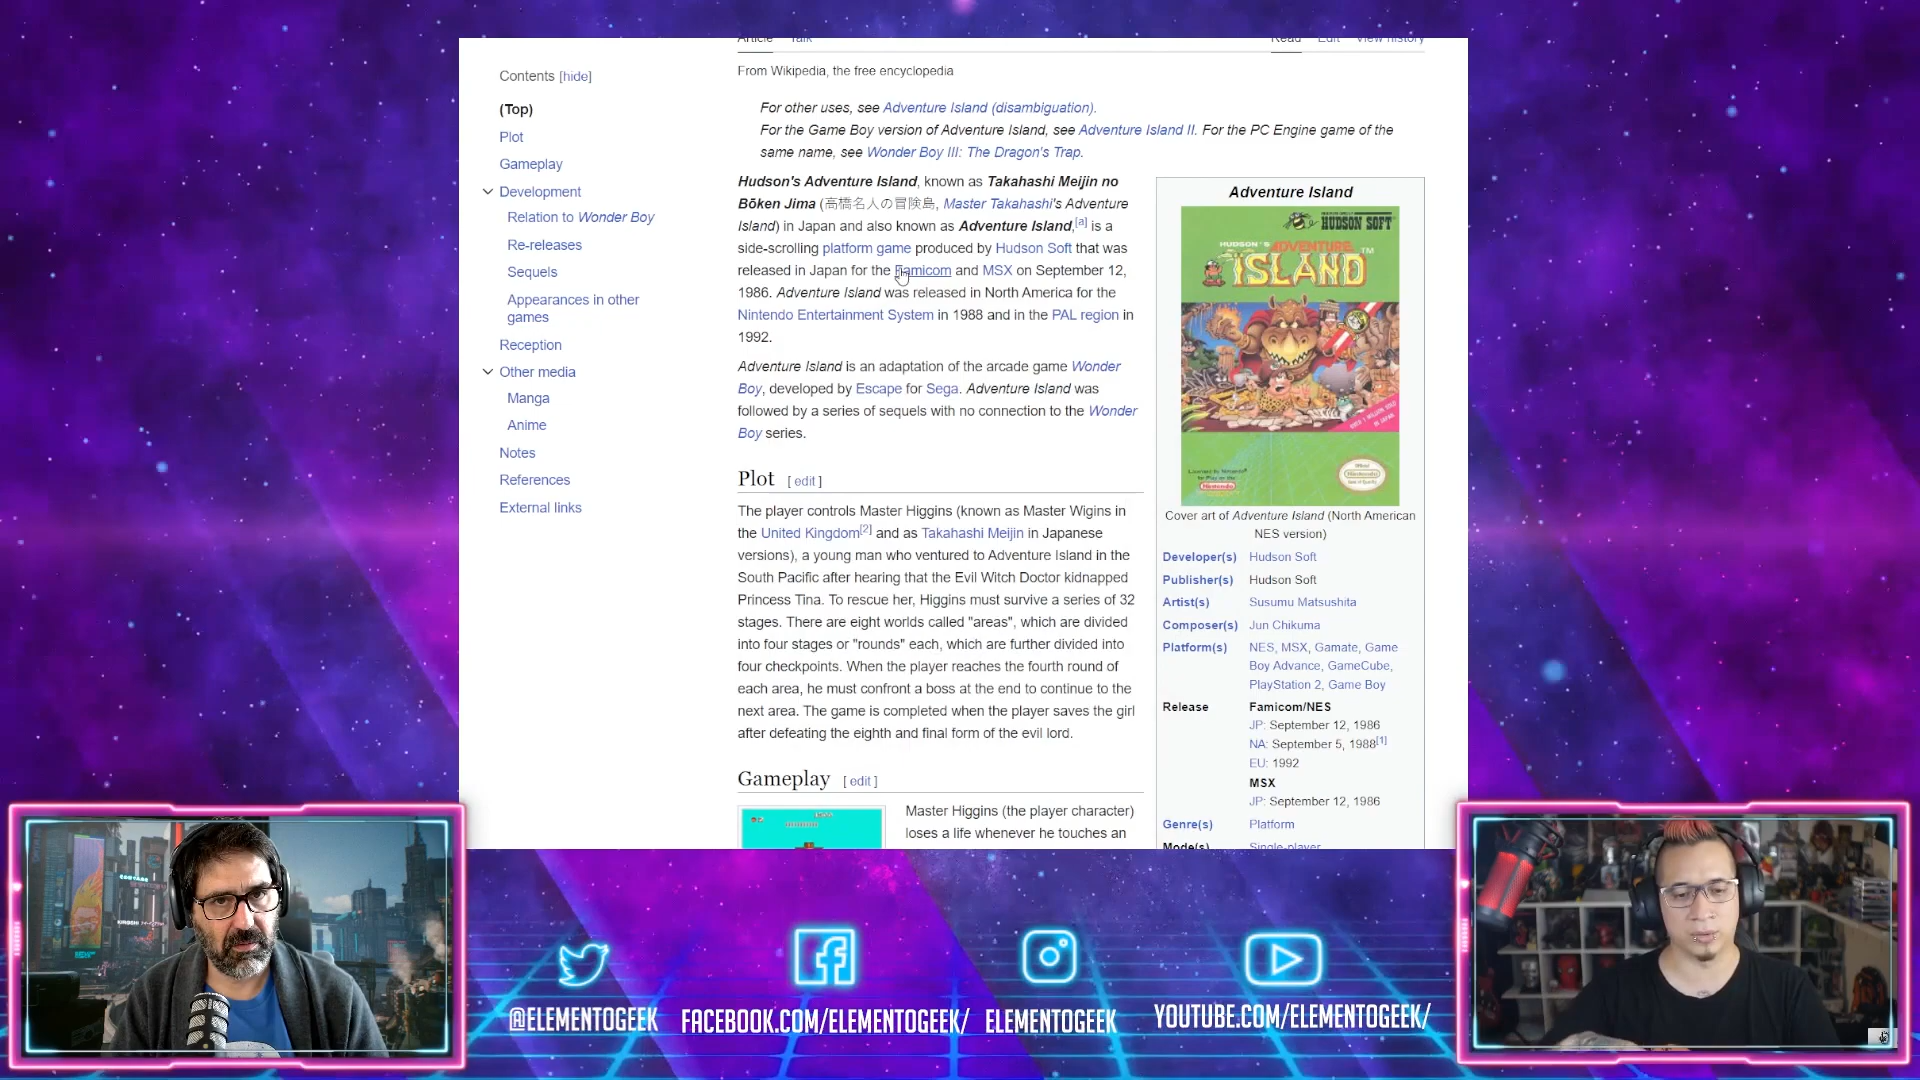 Article Talk Read Edit View history
From Wikipedia, the free encyclopedia
Contents [hide]
(Top)
Plot
Gameplay
Development
Relation to Wonder Boy
Re-releases
Sequels
Appearances in other
games
Reception
Other media
Manga
Anime
Notes
References
External links
For other uses, see Adventure Island (disambiguation).
For the Game Boy version of Adventure Island, see Adventure Island II. For the PC Engine game of the
same name, see Wonder Boy III: The Dragon's Trap.
Hudson's Adventure Island, known as Takahashi Meijin no
Bōken Jima (高橋名人の冒険島, Master Takahashi's Adventure
Island) in Japan and also known as Adventure Island,[a] is a
side-scrolling platform game produced by Hudson Soft that was
released in Japan for the Famicom and MSX on September 12,
1986. Adventure Island was released in North America for the
Nintendo Entertainment System in 1988 and in the PAL region in
1992.
Adventure Island is an adaptation of the arcade game Wonder
Boy, developed by Escape for Sega. Adventure Island was
followed by a series of sequels with no connection to the Wonder
Boy series.
Plot [ edit ]
The player controls Master Higgins (known as Master Wigins in
the United Kingdom[2] and as Takahashi Meijin in Japanese
versions), a young man who ventured to Adventure Island in the
South Pacific after hearing that the Evil Witch Doctor kidnapped
Princess Tina. To rescue her, Higgins must survive a series of 32
stages. There are eight worlds called "areas", which are divided
into four stages or "rounds" each, which are further divided into
four checkpoints. When the player reaches the fourth round of
each area, he must confront a boss at the end to continue to the
next area. The game is completed when the player saves the girl
after defeating the eighth and final form of the evil lord.
Gameplay [ edit ]
Master Higgins (the player character)
loses a life whenever he touches an
Adventure Island
HUDSON SOFT
HUDSON'S
ADVENTURE
ISLAND TM
Nintendo
Nintendo
Cover art of Adventure Island (North American
NES version)
Developer(s) Hudson Soft
Publisher(s) Hudson Soft
Artist(s) Susumu Matsushita
Composer(s) Jun Chikuma
Platform(s) NES, MSX, Gamate, Game
Boy Advance, GameCube,
PlayStation 2, Game Boy
Release Famicom/NES
JP: September 12, 1986
NA: September 5, 1988[1]
EU: 1992
MSX
JP: September 12, 1986
Genre(s) Platform
Mode(s) Single-player
@ELEMENTOGEEK
FACEBOOK.COM/ELEMENTOGEEK/
ELEMENTOGEEK
YOUTUBE.COM/ELEMENTOGEEK/